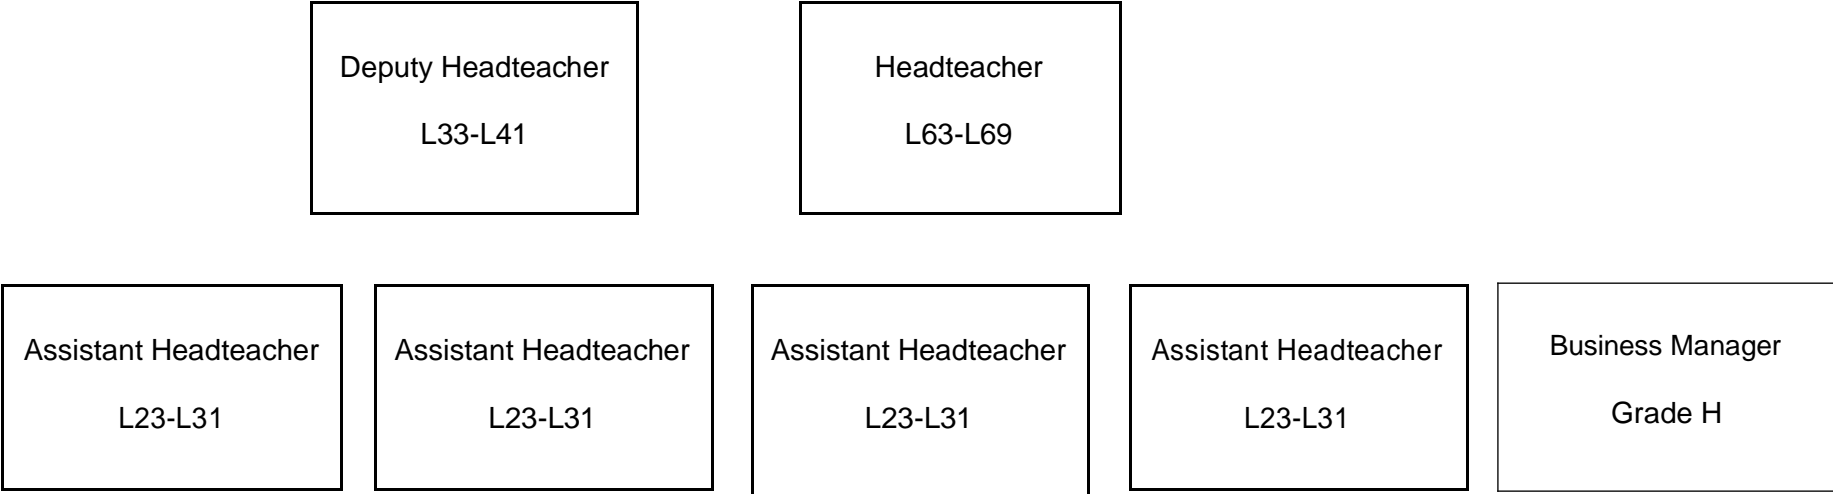 Deputy Headteacher
L33-L41
Headteacher
L63-L69
Assistant Headteacher
L23-L31
Assistant Headteacher
L23-L31
Assistant Headteacher
L23-L31
Assistant Headteacher
L23-L31
Business Manager
Grade H